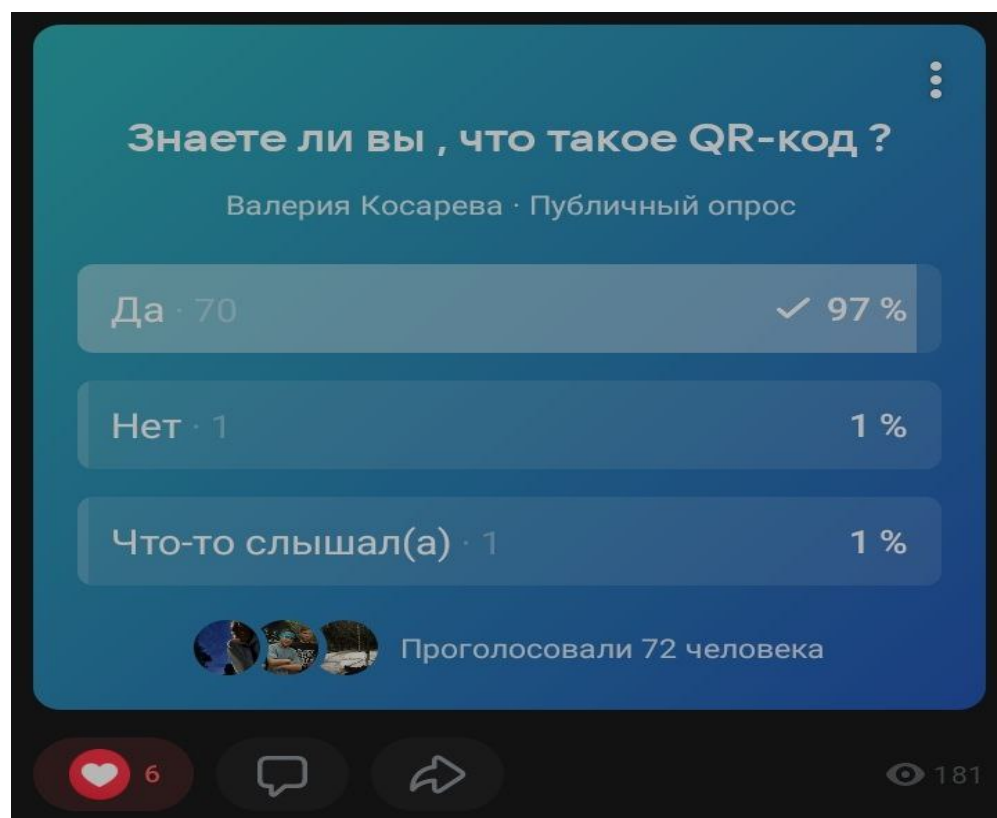 Знаете ли вы , что такое QR-код ?
Валерия Косарева · Публичный опрос
Да · 70 97 %
Нет · 1 1 %
Что-то слышал(а) · 1 1 %
Проголосовали 72 человека
6 181